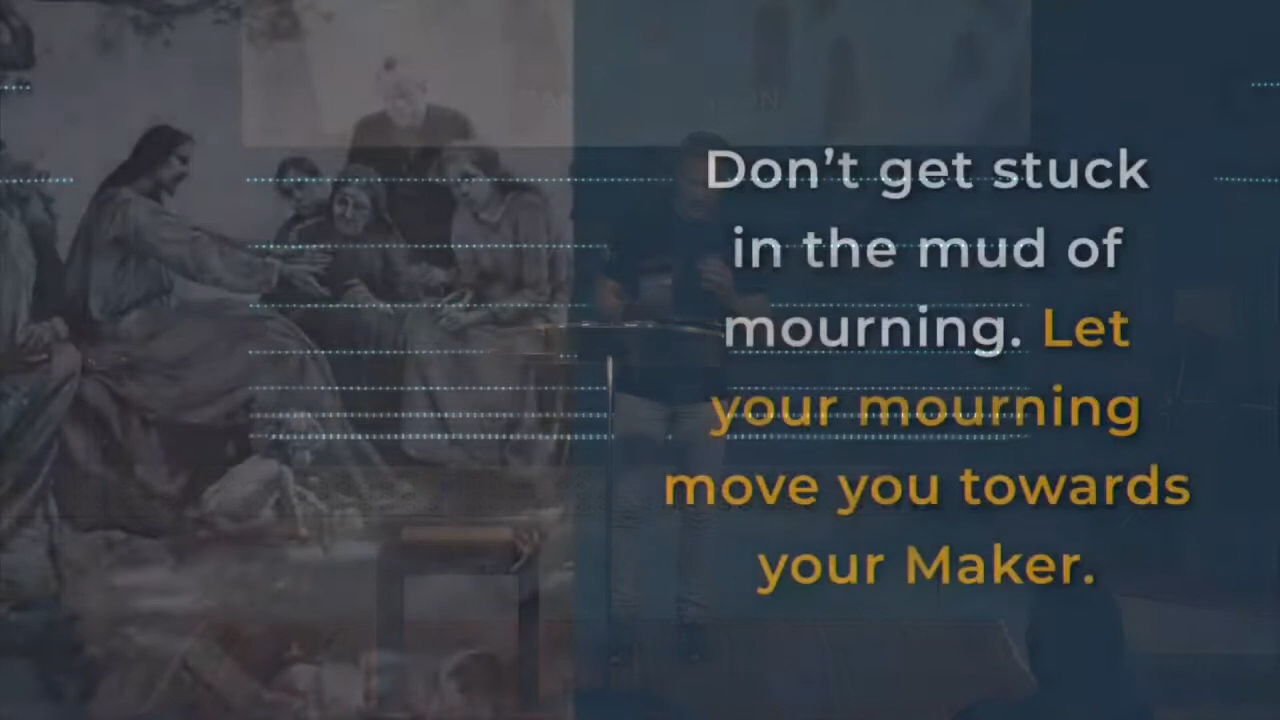 Don't get stuck
in the mud of
mourning. Let
your mourning
move you towards
your Maker.